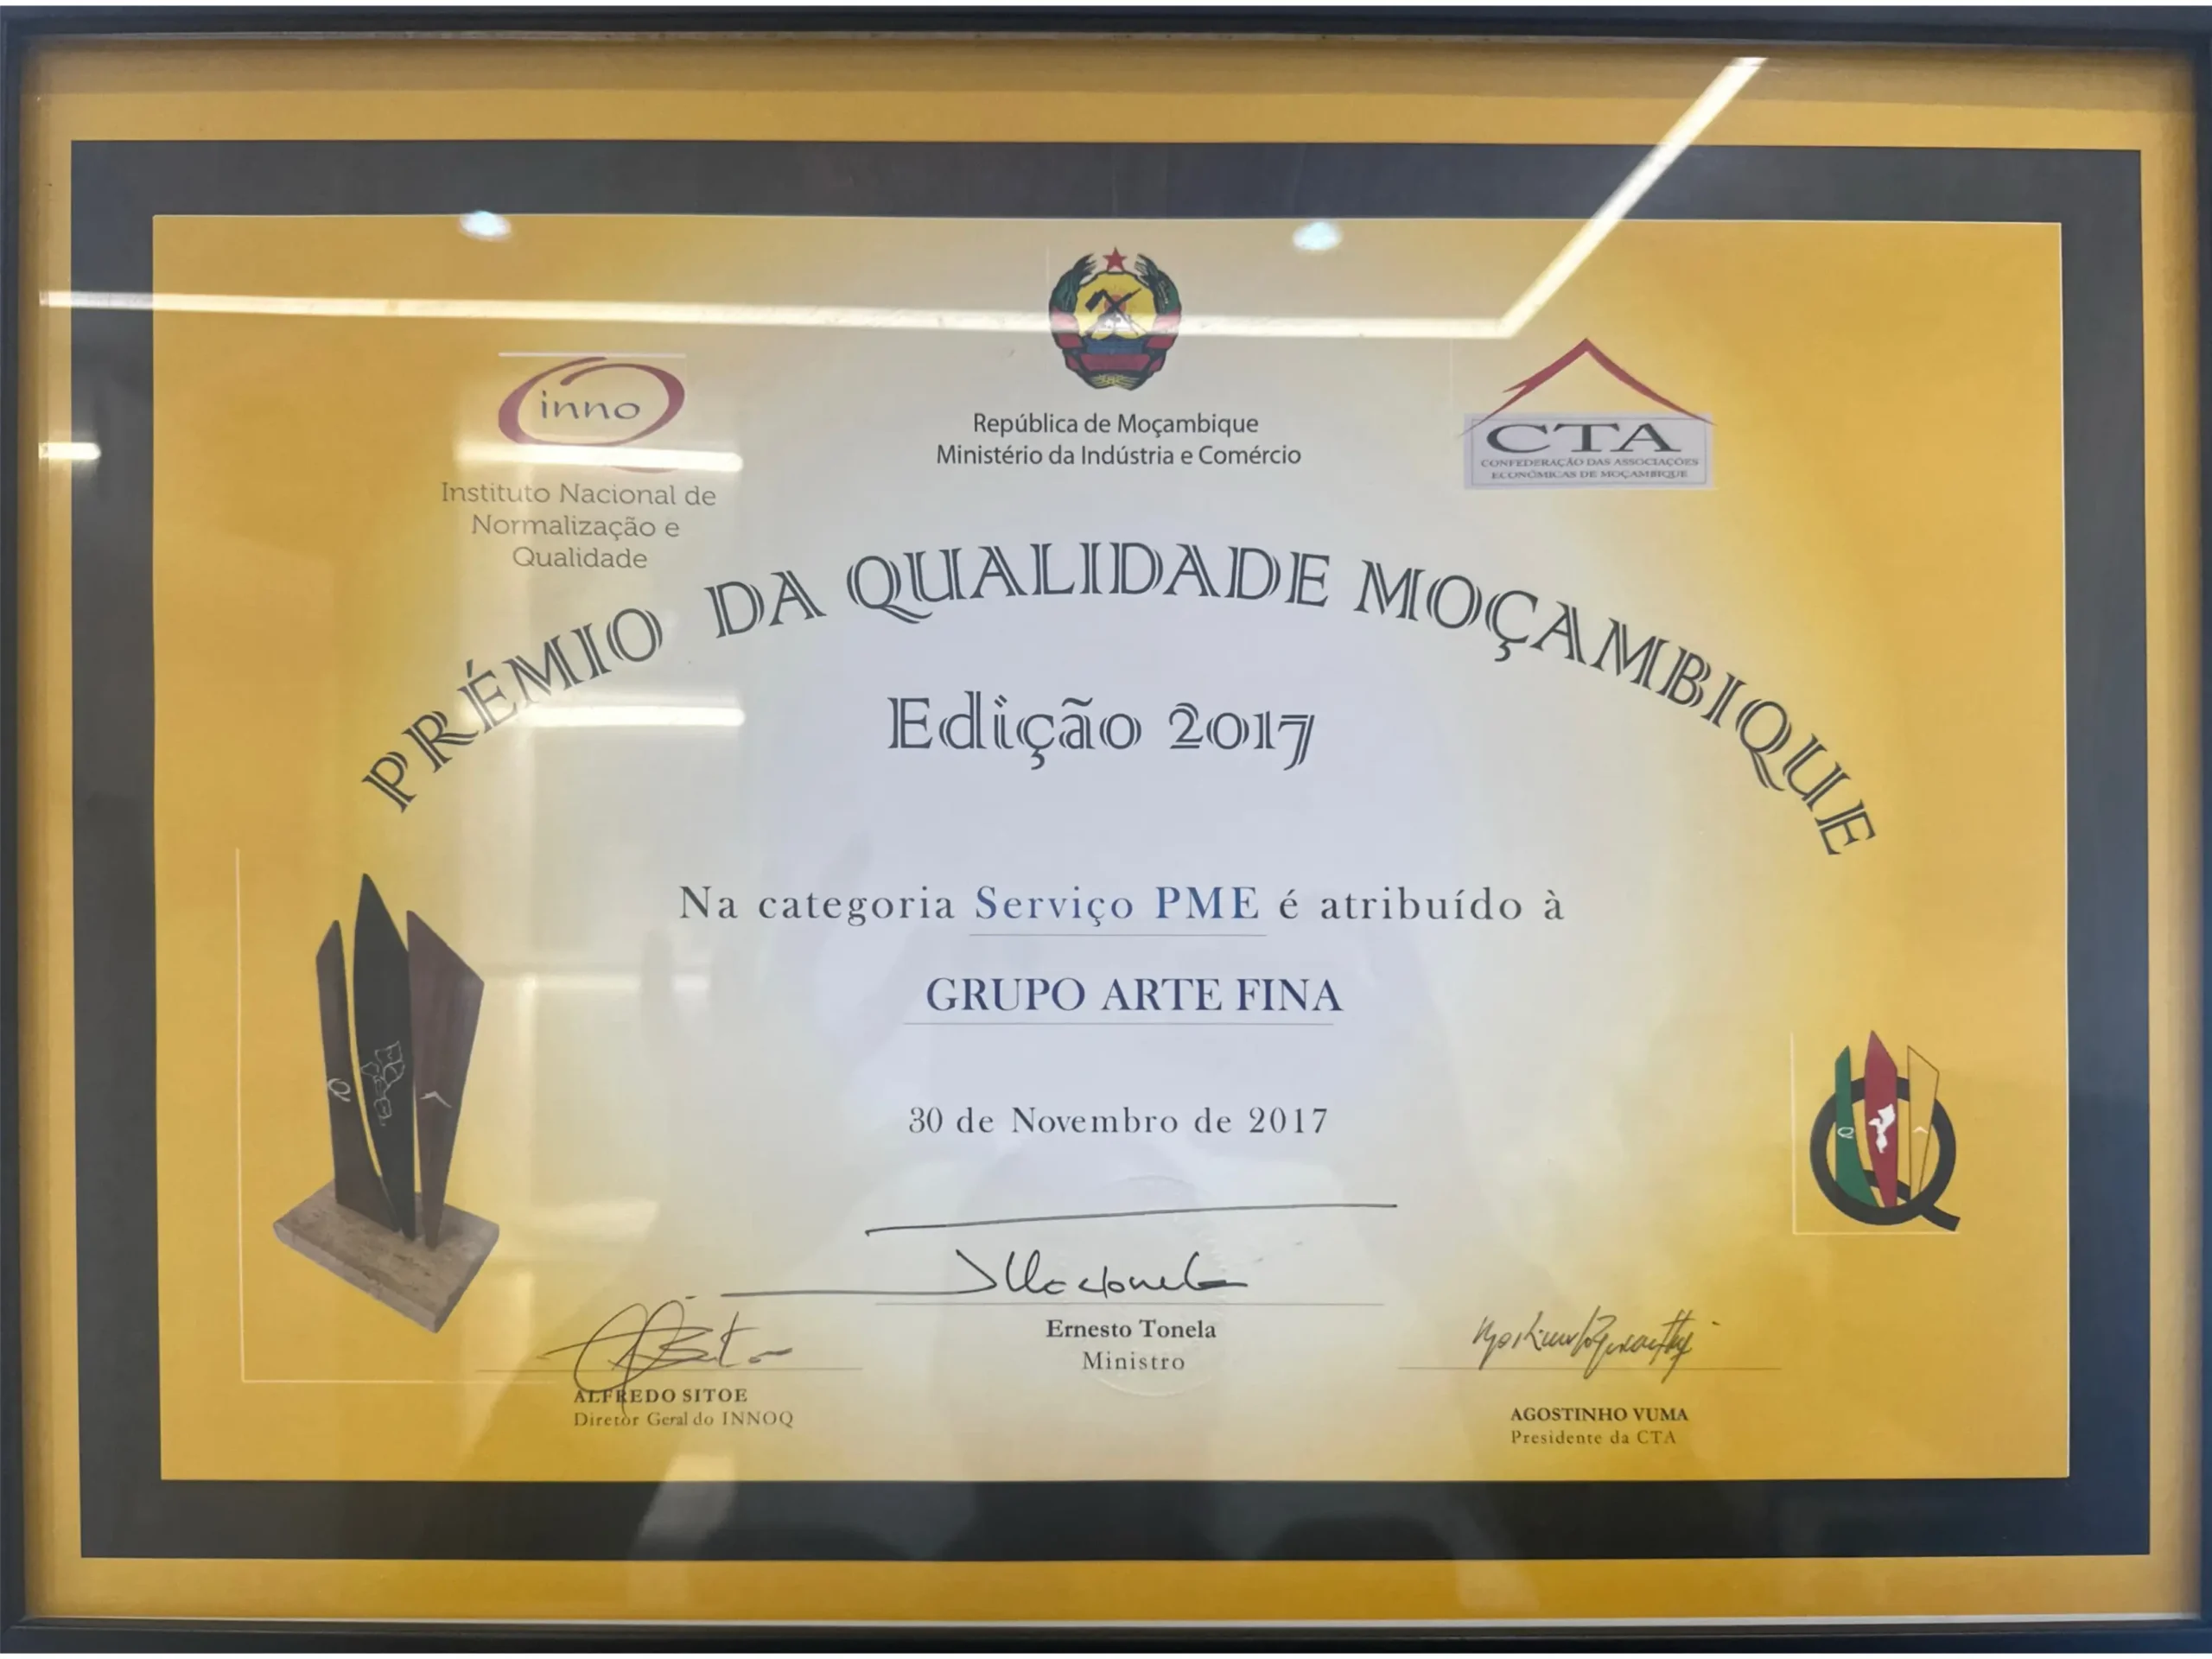 República de Moçambique
Ministério da Indústria e Comércio
inno
Instituto Nacional de
Normalização e
Qualidade
CTA
CONFEDERAÇÃO DAS ASSOCIAÇÕES
ECONÓMICAS DE MOÇAMBIQUE
PRÉMIO DA QUALIDADE MOÇAMBIQUE
Edição 2017
Na categoria Serviço PME é atribuído à
GRUPO ARTE FINA
30 de Novembro de 2017
Ernesto Tonela
Ministro
ALFREDO SITOE
Diretor Geral do INNOQ
AGOSTINHO VUMA
Presidente da CTA